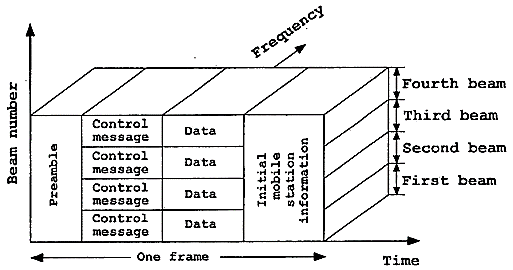 Frequency
Beam number
Fourth beam
Third beam
Second beam
First beam
Preamble
Control
message
Data
Control
message
Data
Control
message
Data
Control
message
Data
Initial
mobile
station
information
One frame
Time